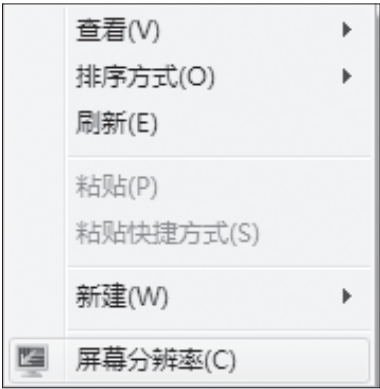 查看(V)
排序方式(O)
刷新(E)
粘贴(P)
粘贴快捷方式(S)
新建(W)
屏幕分辨率(C)